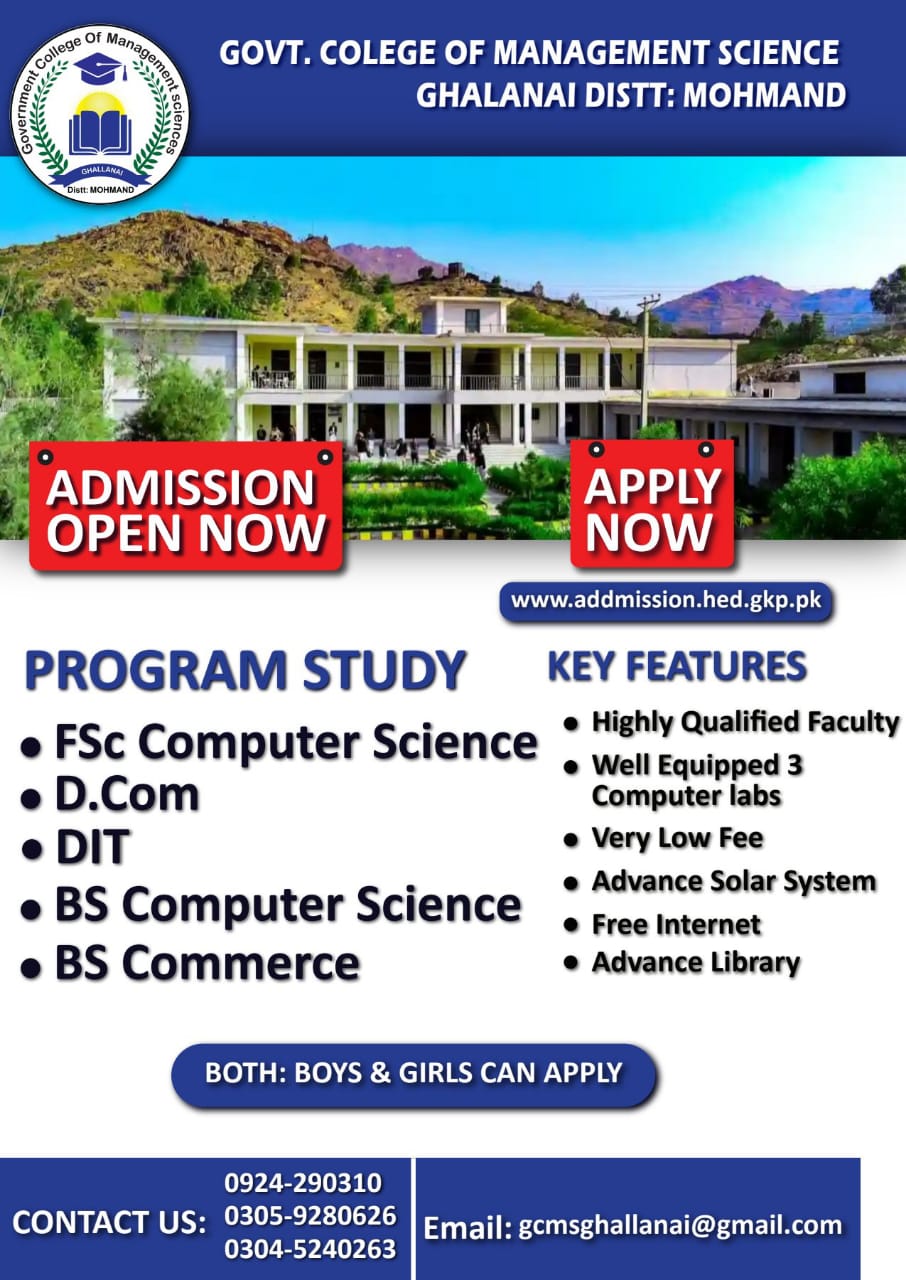 Government College Of Management sciences
GHALLANAI
Distt: MOHMAND
GOVT. COLEGE OF MANAGEMENT SCIENCE
GHALANAI DISTT: MOHMAND
ADMISSION
OPEN NOW
APPLY
NOW
www.addmission.hed.gkp.pk
PROGRAM STUDY
• FSc Computer Science
• D.Com
• DIT
• BS Computer Science
• BS Commerce
KEY FEATURES
• Highly Qualified Faculty
• Well Equipped 3
Computer labs
• Very Low Fee
• Advance Solar System
• Free Internet
• Advance Library
BOTH: BOYS & GIRLS CAN APPLY
CONTACT US:
0924-290310
0305-9280626
0304-5240263
Email: gcmsghallanai@gmail.com